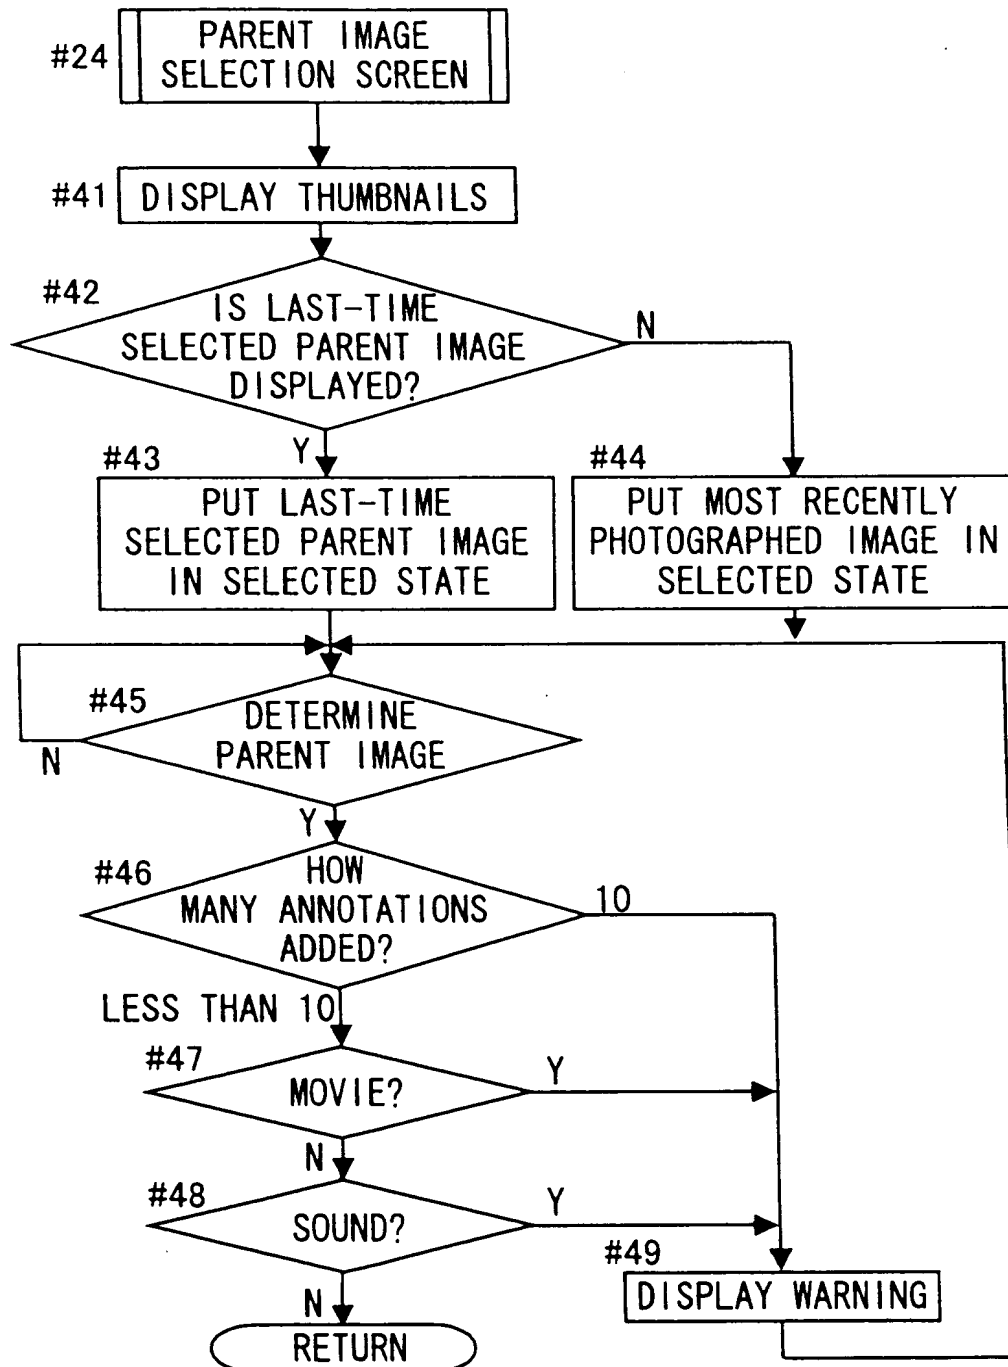 #24
PARENT IMAGE
SELECTION SCREEN
#41
DISPLAY THUMBNAILS
#42
IS LAST-TIME
SELECTED PARENT IMAGE
DISPLAYED?
N
Y
#43
PUT LAST-TIME
SELECTED PARENT IMAGE
IN SELECTED STATE
#44
PUT MOST RECENTLY
PHOTOGRAPHED IMAGE IN
SELECTED STATE
#45
DETERMINE
PARENT IMAGE
N
Y
#46
HOW
MANY ANNOTATIONS
ADDED?
10
LESS THAN 10
#47
MOVIE?
Y
N
#48
SOUND?
Y
N
#49
DISPLAY WARNING
RETURN